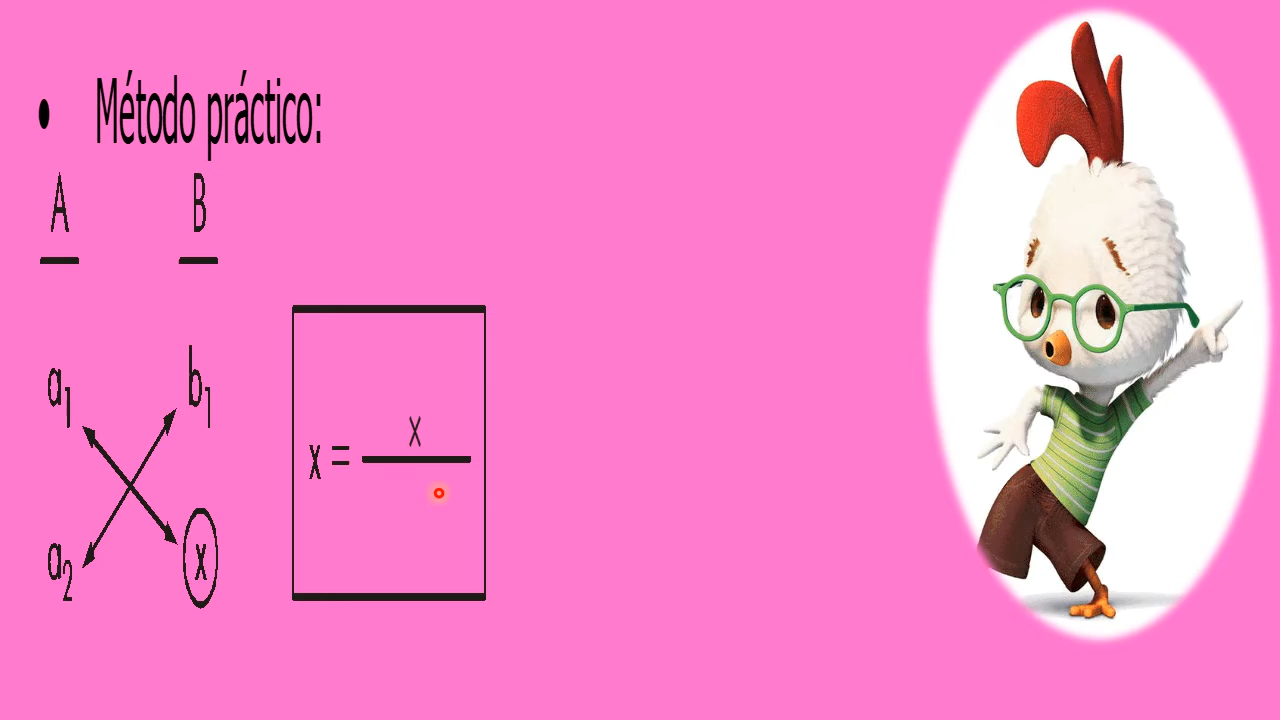 • Método práctico:
A B
a₁ b₁
x
x =
a₂ x